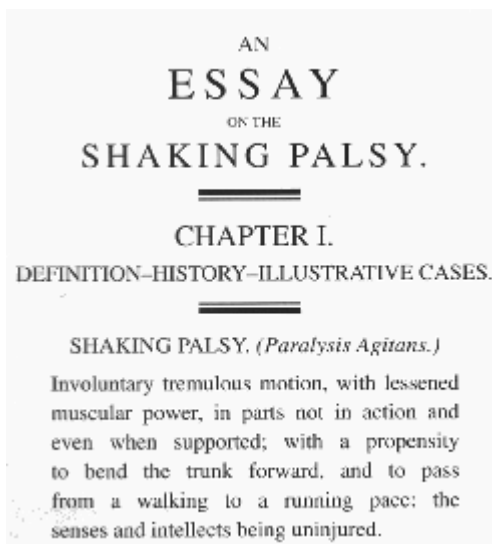 AN
ESSAY
ON THE
SHAKING PALSY.
CHAPTER I.
DEFINITION–HISTORY–ILLUSTRATIVE CASES.
SHAKING PALSY. (Paralysis Agitans.)
Involuntary tremulous motion, with lessened
muscular power, in parts not in action and
even when supported; with a propensity
to bend the trunk forward, and to pass
from a walking to a running pace: the
senses and intellects being uninjured.